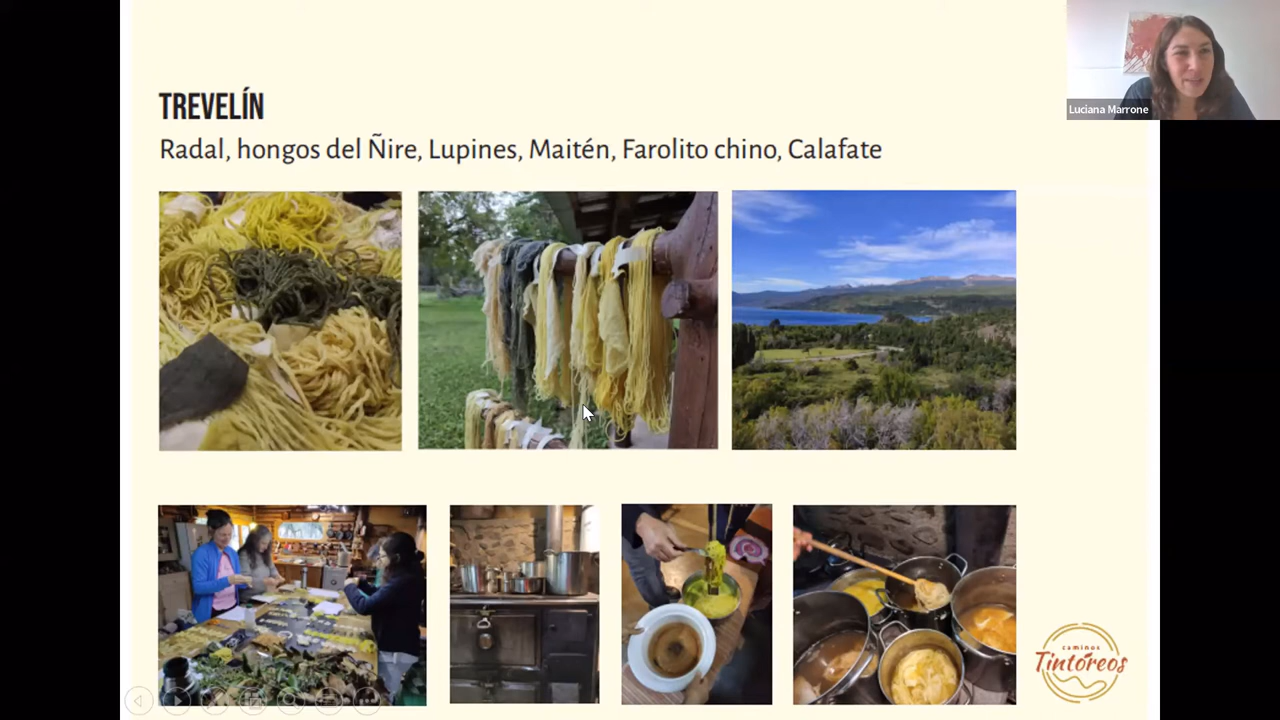 TREVELÍN
Radal, hongos del Ñire, Lupines, Maitén, Farolito chino, Calafate
Luciana Marrone
caminos
Tintóreos